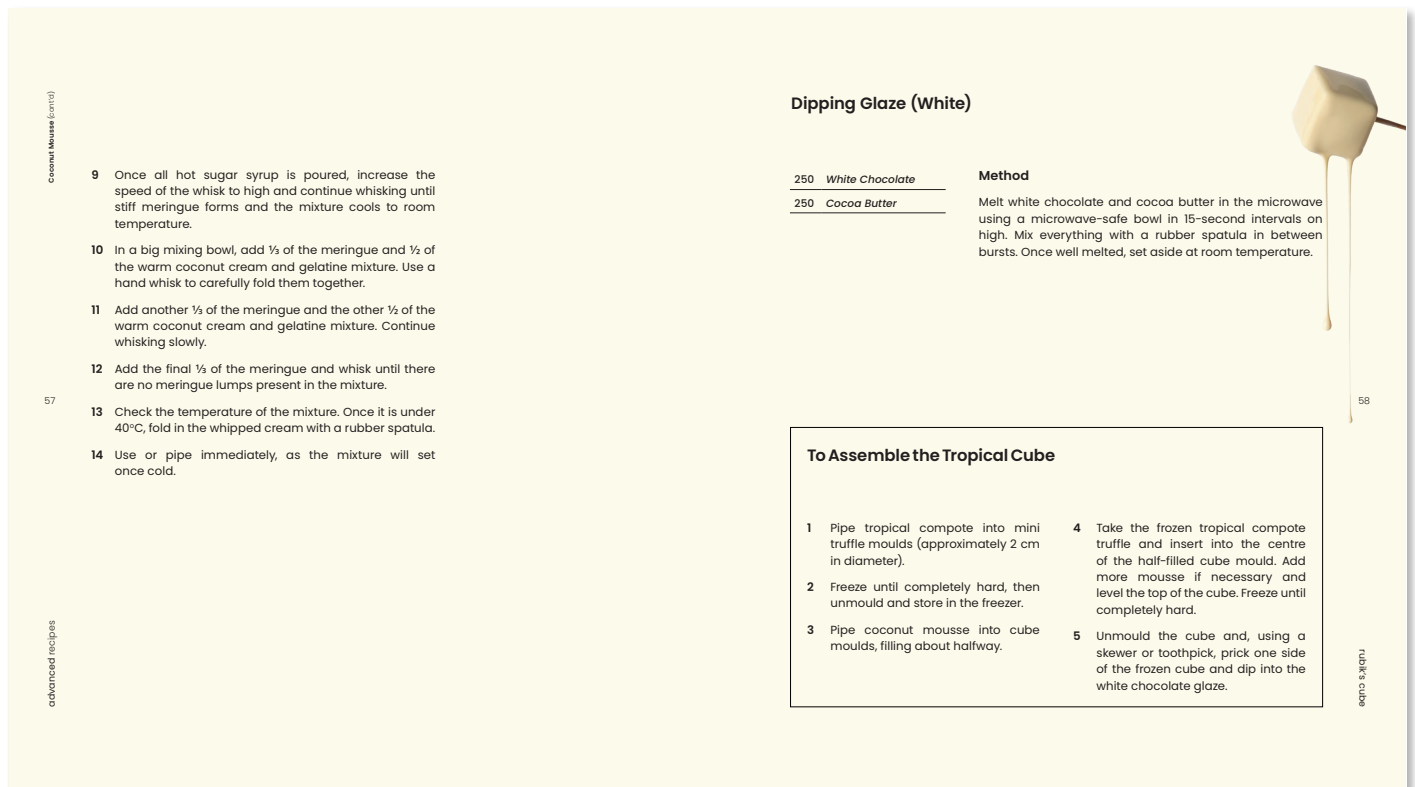 Coconut Mousse (cont'd)
9 Once all hot sugar syrup is poured, increase the
speed of the whisk to high and continue whisking until
stiff meringue forms and the mixture cools to room
temperature.
10 In a big mixing bowl, add ⅓ of the meringue and ½ of
the warm coconut cream and gelatine mixture. Use a
hand whisk to carefully fold them together.
11 Add another ⅓ of the meringue and the other ½ of the
warm coconut cream and gelatine mixture. Continue
whisking slowly.
12 Add the final ⅓ of the meringue and whisk until there
are no meringue lumps present in the mixture.
13 Check the temperature of the mixture. Once it is under
40°C, fold in the whipped cream with a rubber spatula.
14 Use or pipe immediately, as the mixture will set
once cold.
57
advanced recipes
Dipping Glaze (White)
250 White Chocolate
250 Cocoa Butter
Method
Melt white chocolate and cocoa butter in the microwave
using a microwave-safe bowl in 15-second intervals on
high. Mix everything with a rubber spatula in between
bursts. Once well melted, set aside at room temperature.
58
To Assemble the Tropical Cube
1 Pipe tropical compote into mini
truffle moulds (approximately 2 cm
in diameter).
2 Freeze until completely hard, then
unmould and store in the freezer.
3 Pipe coconut mousse into cube
moulds, filling about halfway.
4 Take the frozen tropical compote
truffle and insert into the centre
of the half-filled cube mould. Add
more mousse if necessary and
level the top of the cube. Freeze until
completely hard.
5 Unmould the cube and, using a
skewer or toothpick, prick one side
of the frozen cube and dip into the
white chocolate glaze.
rubik's cube